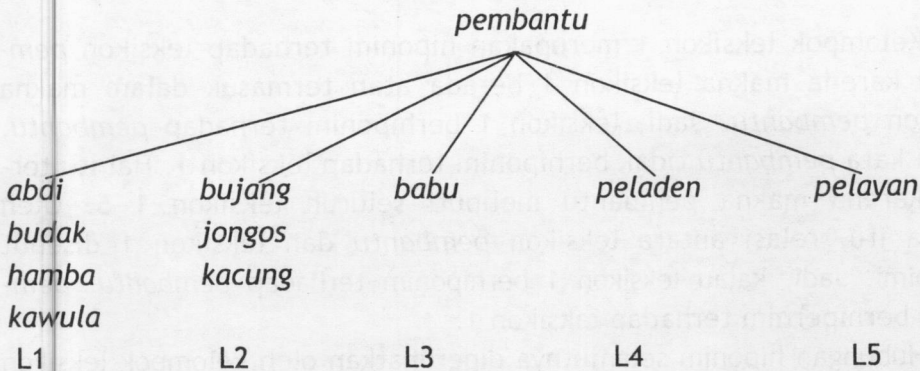 pembantu
abdi bujang babu peladen pelayan
budak jongos
hamba kacung
kawula
L1 L2 L3 L4 L5